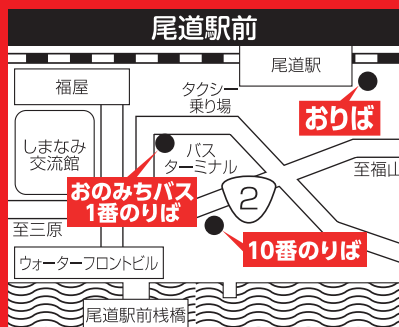 尾道駅前
尾道駅
福屋
タクシー
乗り場
おりば
しまなみ
交流館
バス
ターミナル
至福山
おのみちバス
1番のりば
2
至三原
10番のりば
ウォーターフロントビル
尾道駅前桟橋